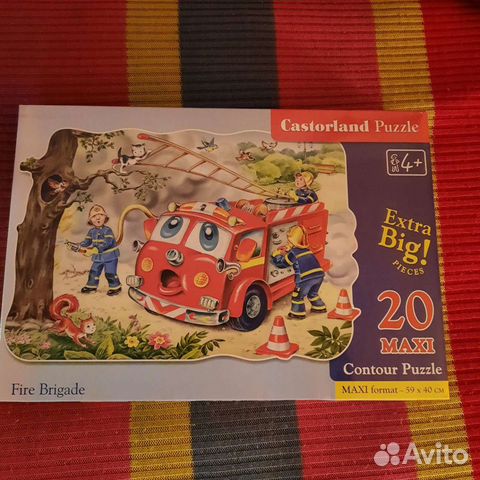 Castorland Puzzle
4+
Extra
Big!
PIECES
20
MAXI
Contour Puzzle
Fire Brigade
MAXI format – 59 x 40 CM
Avito